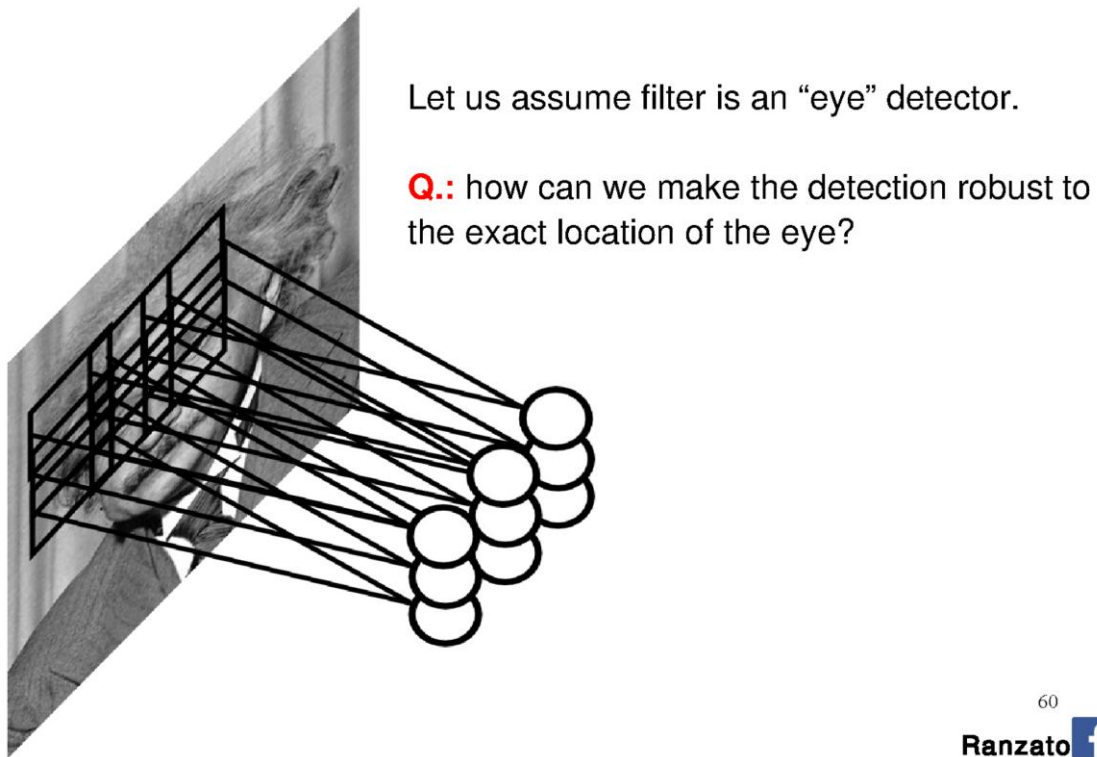 Let us assume filter is an “eye” detector.
Q.: how can we make the detection robust to
the exact location of the eye?
60
Ranzato f